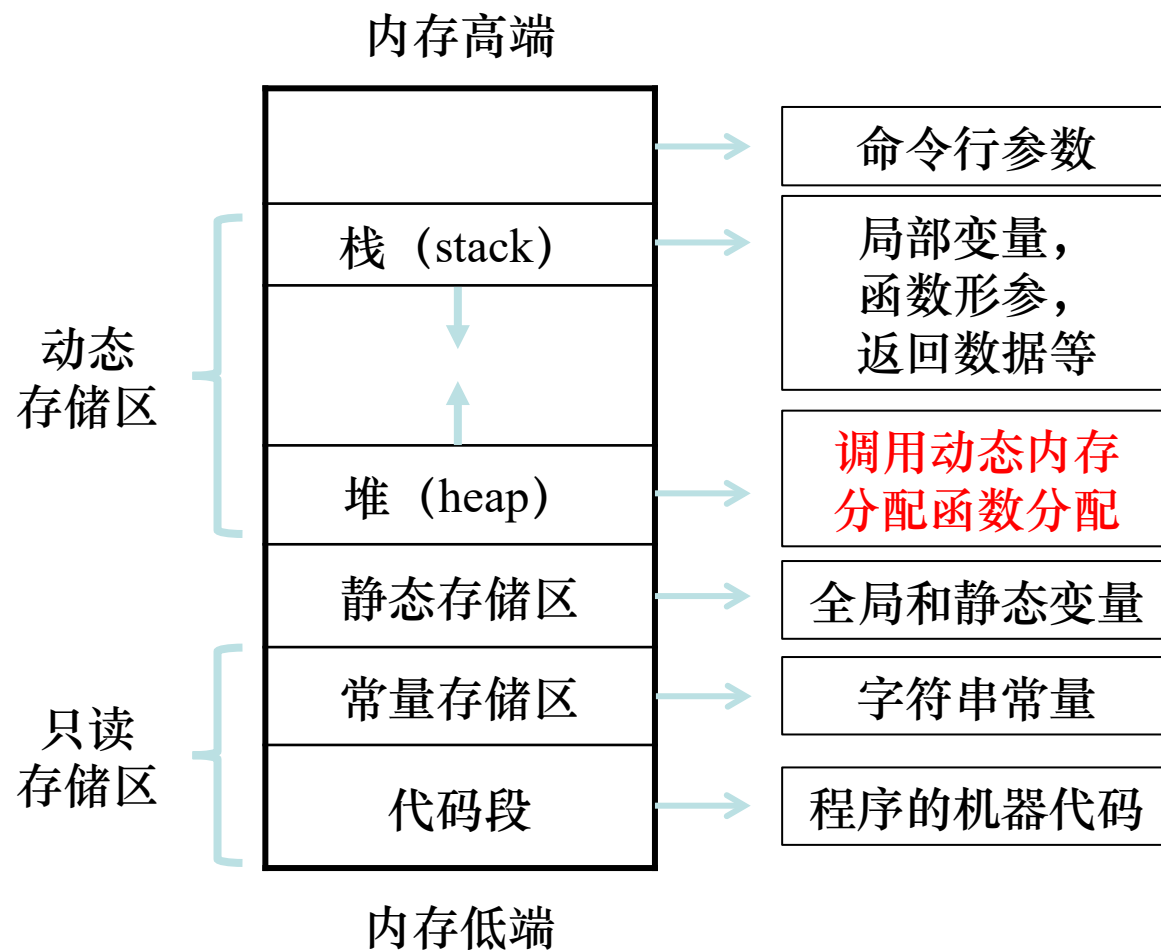 内存高端
命令行参数
栈（stack）
局部变量，
函数形参，
返回数据等
动态
存储区
堆（heap）
调用动态内存
分配函数分配
静态存储区
全局和静态变量
常量存储区
字符串常量
只读
存储区
代码段
程序的机器代码
内存低端